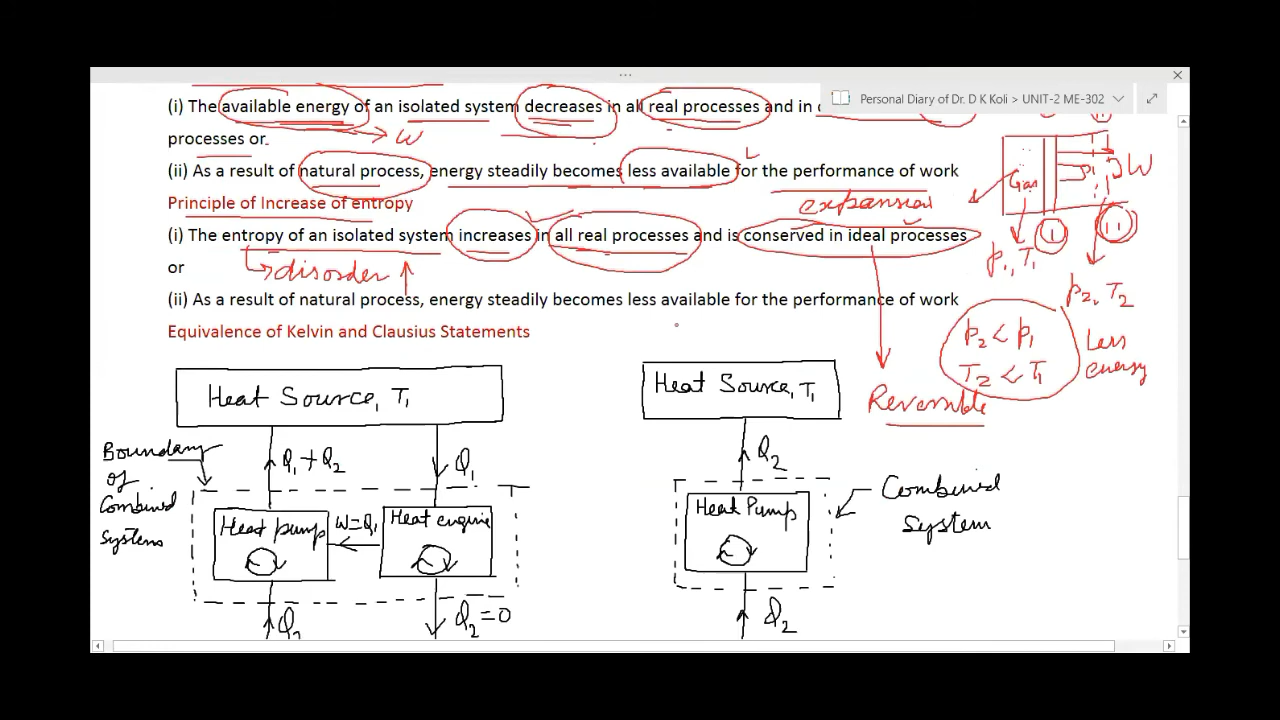 (i) The available energy of an isolated system decreases in all real processes and in
Personal Diary of Dr. D K Koli > UNIT-2 ME-302
processes or
W
(ii) As a result of natural process, energy steadily becomes less available for the performance of work
Gas
W
Principle of Increase of entropy
expansion
(i) The entropy of an isolated system increases in all real processes and is conserved in ideal processes
1
11
or
disorder
p1, T1
(ii) As a result of natural process, energy steadily becomes less available for the performance of work
p2, T2
Equivalence of Kelvin and Clausius Statements
p2 < p1
T2 < T1
Less
energy
Heat Source, T1
Heat Source, T1
Reversible
Boundary
of
Combined
System
Q1 + Q2
Q1
Q2
Combined
System
Heat pump
W=Q1
Heat engine
Heat Pump
Q2
Q2 = 0
Q2